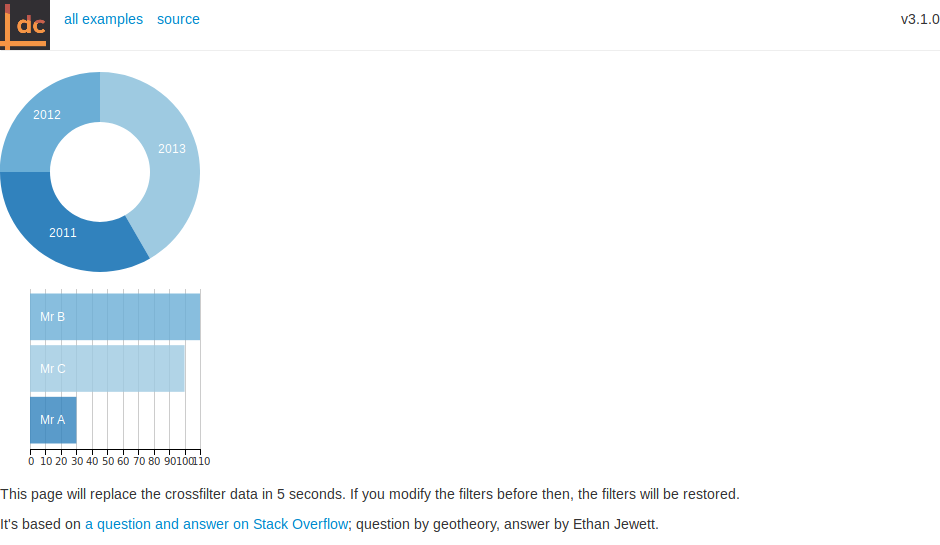 dc all examples source v3.1.0
2012
2013
2011
Mr B
Mr C
Mr A
0 10 20 30 40 50 60 70 80 90 100 110
This page will replace the crossfilter data in 5 seconds. If you modify the filters before then, the filters will be restored.
It's based on a question and answer on Stack Overflow; question by geotheory, answer by Ethan Jewett.